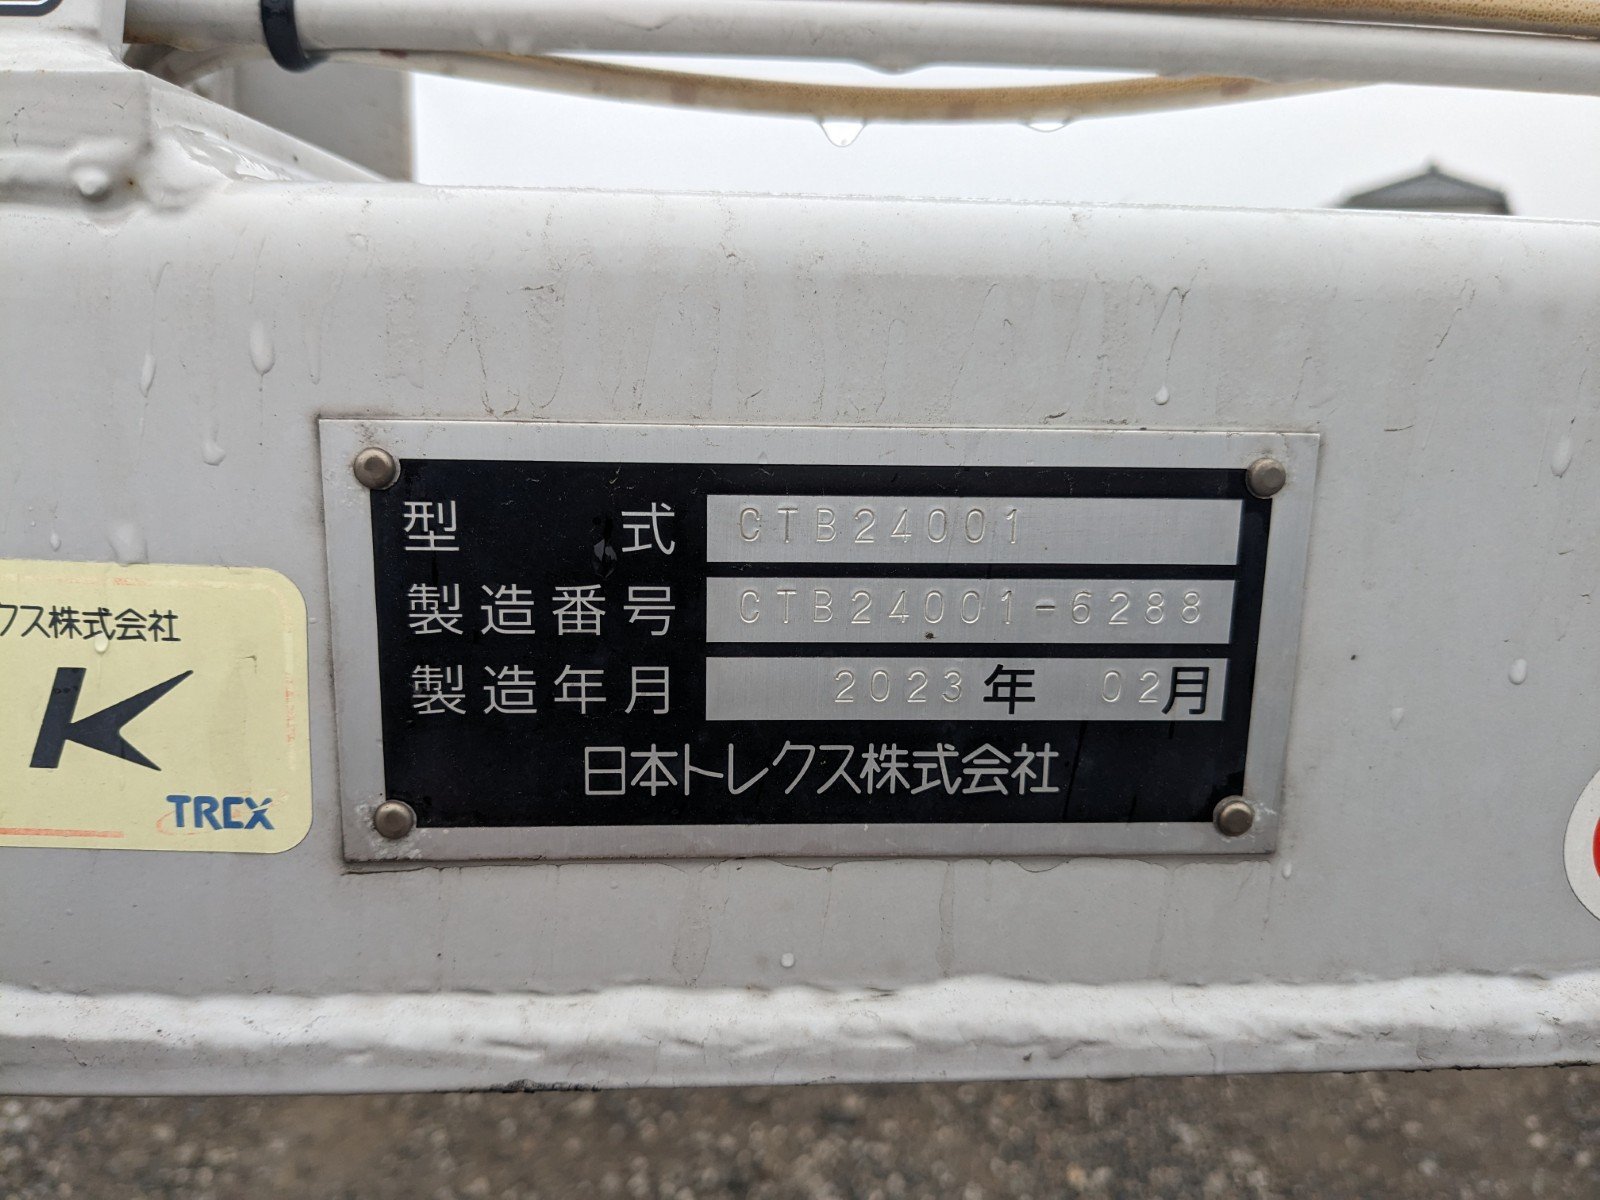 型式 CTB24001
製造番号 CTB24001-6288
製造年月 2023年 02月
日本トレクス株式会社
クス株式会社
K
TREX